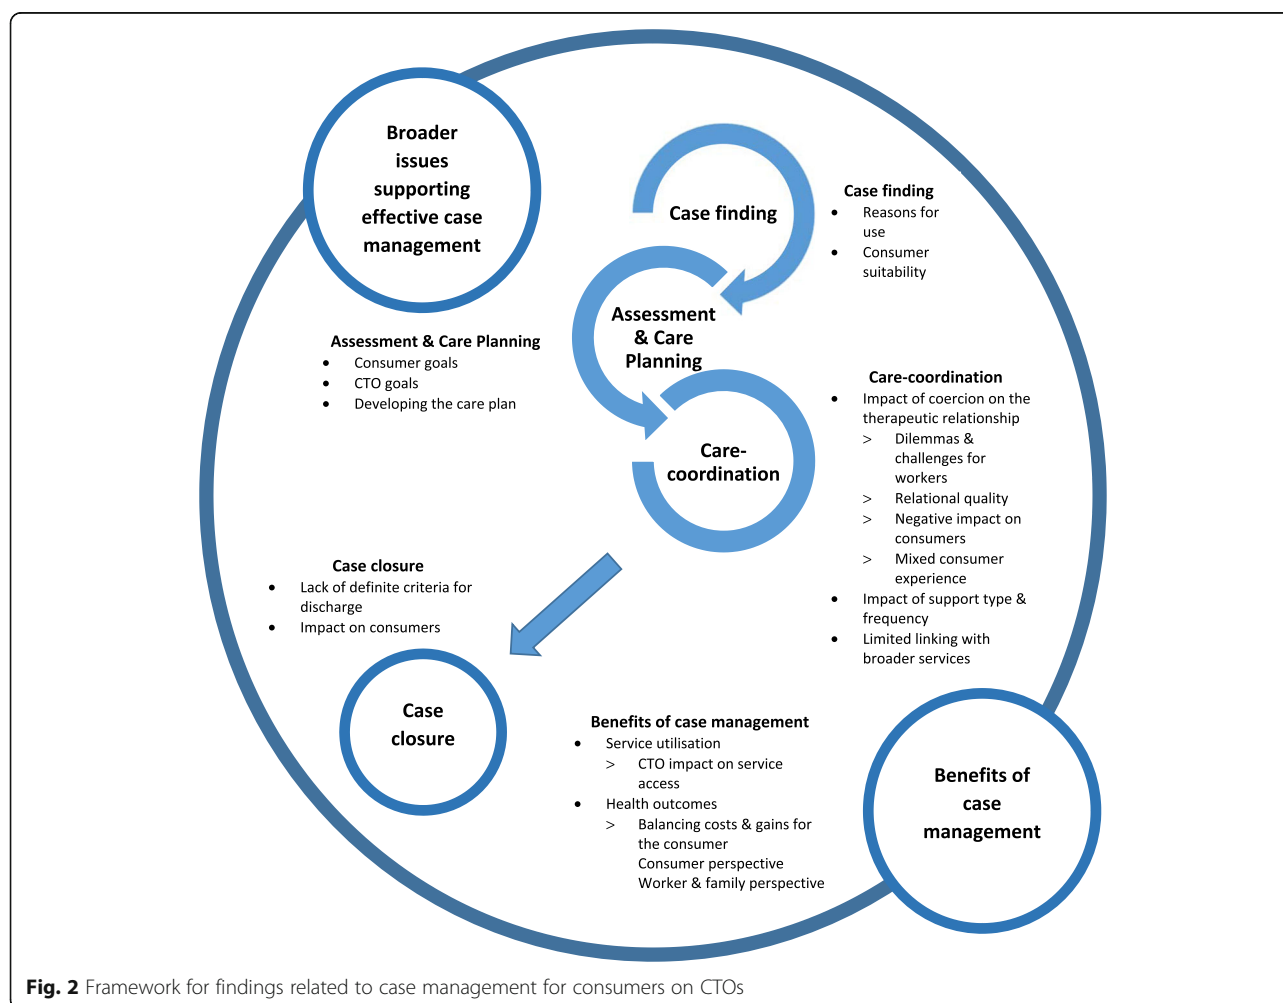 Broader
issues
supporting
effective case
management
Case finding
Case finding
• Reasons for
use
• Consumer
suitability
Assessment
& Care
Planning
Assessment & Care Planning
• Consumer goals
• CTO goals
• Developing the care plan
Care-
coordination
Care-coordination
• Impact of coercion on the
therapeutic relationship
> Dilemmas &
challenges for
workers
> Relational quality
> Negative impact on
consumers
> Mixed consumer
experience
• Impact of support type &
frequency
• Limited linking with
broader services
Case closure
• Lack of definite criteria for
discharge
• Impact on consumers
Case
closure
Benefits of case management
• Service utilisation
> CTO impact on service
access
• Health outcomes
> Balancing costs & gains for
the consumer
Consumer perspective
Worker & family perspective
Benefits of
case
management
Fig. 2 Framework for findings related to case management for consumers on CTOs